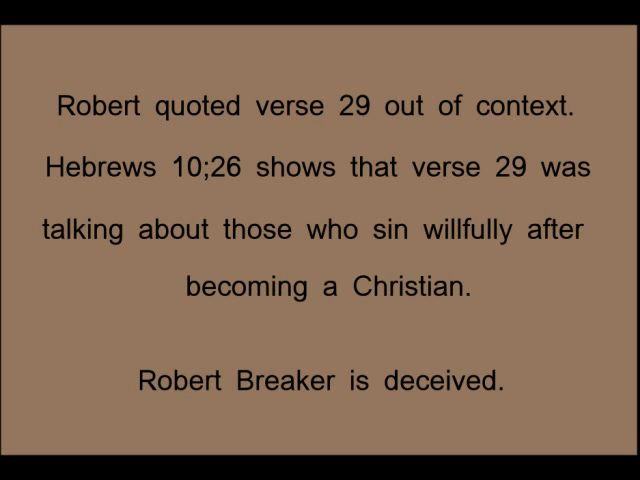 Robert quoted verse 29 out of context.
Hebrews 10;26 shows that verse 29 was
talking about those who sin willfully after
becoming a Christian.
Robert Breaker is deceived.